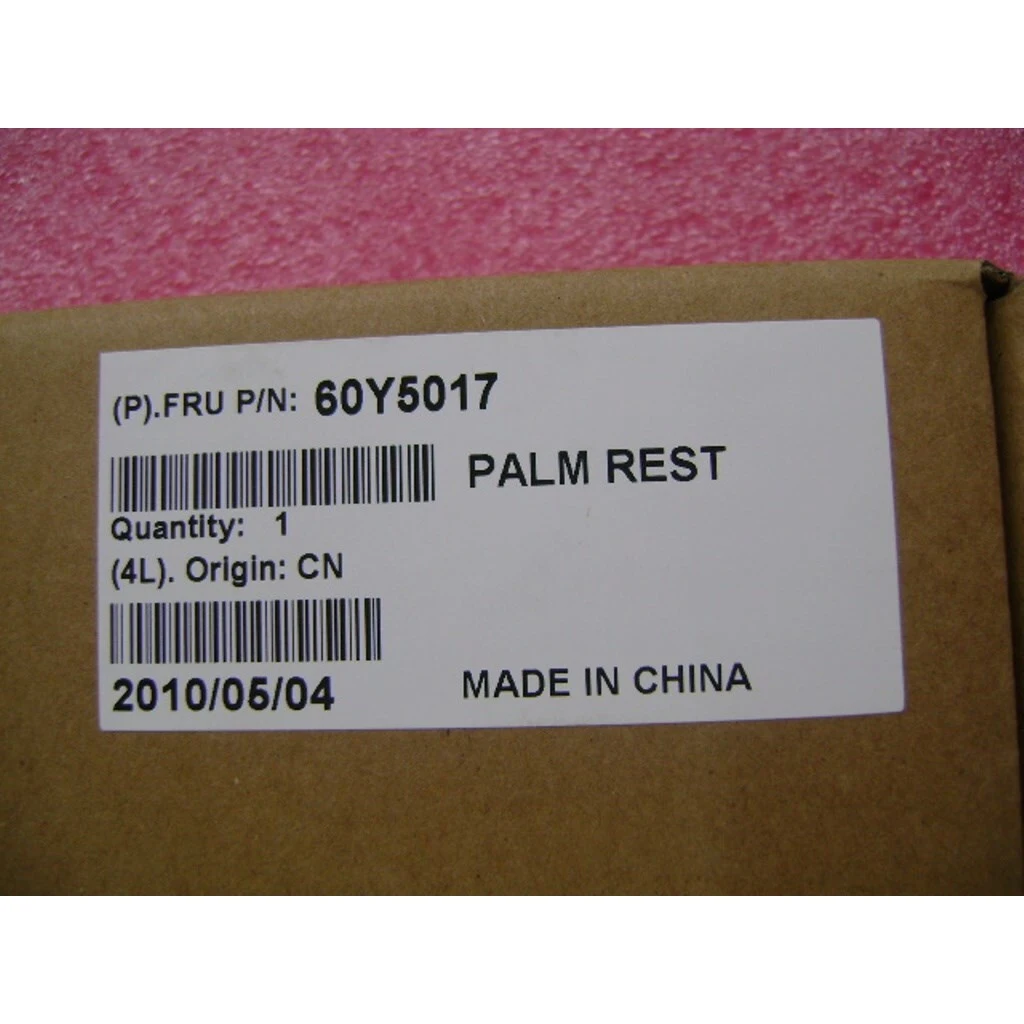 (P).FRU P/N: 60Y5017
PALM REST
Quantity: 1
(4L). Origin: CN
2010/05/04
MADE IN CHINA